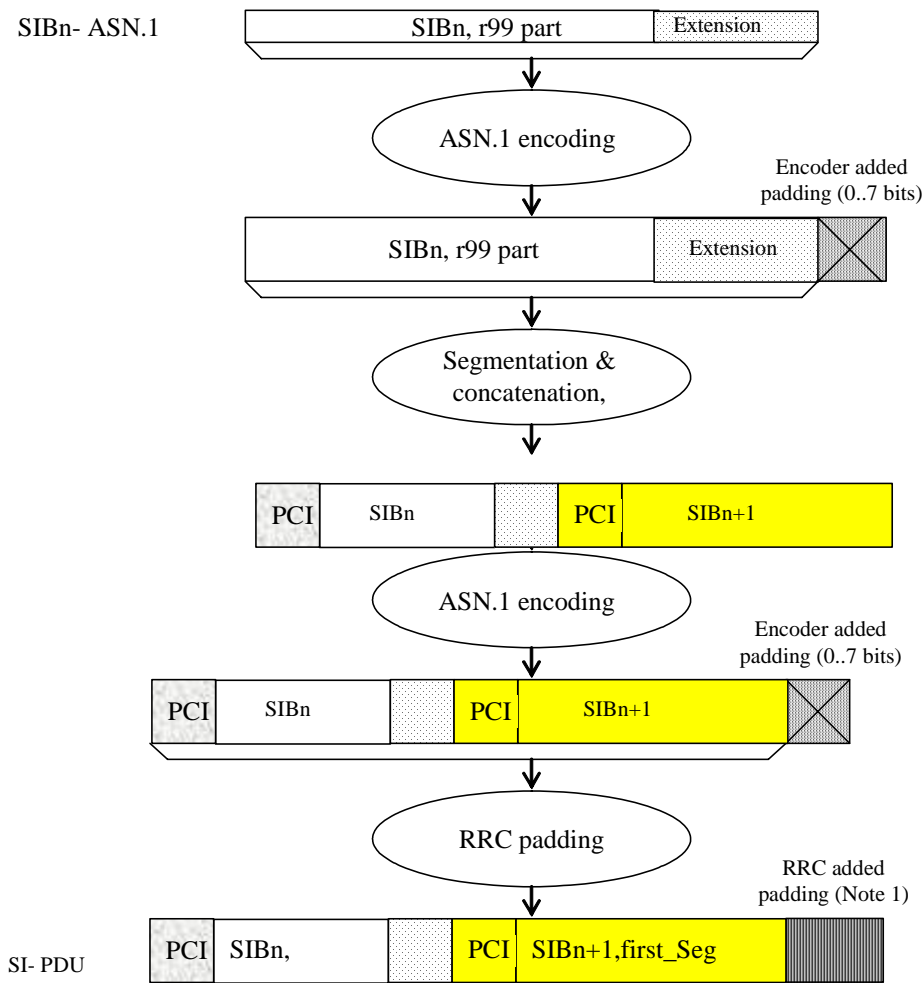 SIBn- ASN.1
SIBn, r99 part
Extension
ASN.1 encoding
Encoder added
padding (0..7 bits)
SIBn, r99 part
Extension
Segmentation &
concatenation,
PCI
SIBn
PCI
SIBn+1
ASN.1 encoding
Encoder added
padding (0..7 bits)
PCI
SIBn
PCI
SIBn+1
RRC padding
RRC added
padding (Note 1)
SI- PDU
PCI
SIBn,
PCI
SIBn+1,first_Seg